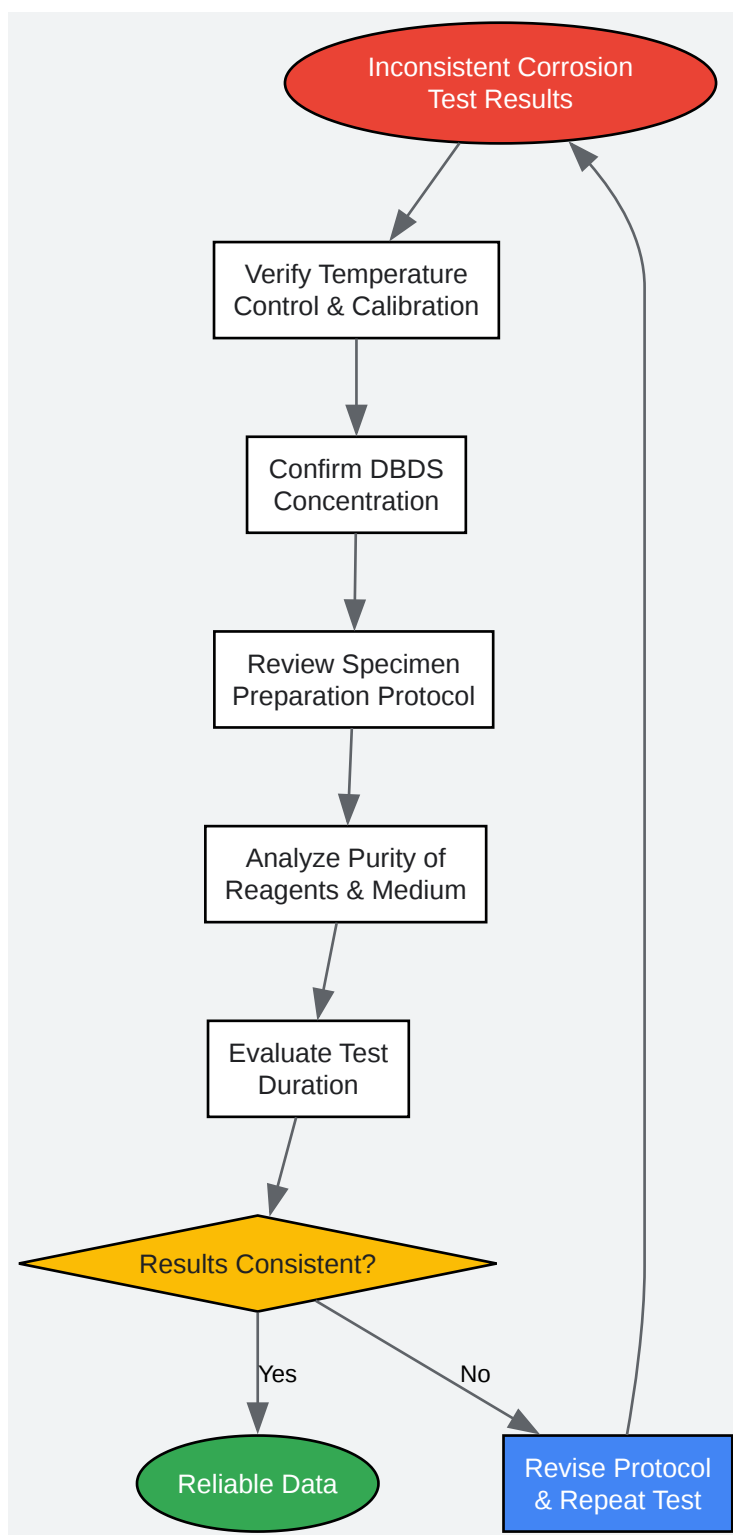 Inconsistent Corrosion
Test Results
Verify Temperature
Control & Calibration
Confirm DBDS
Concentration
Review Specimen
Preparation Protocol
Analyze Purity of
Reagents & Medium
Evaluate Test
Duration
Results Consistent?
Yes
No
Reliable Data
Revise Protocol
& Repeat Test